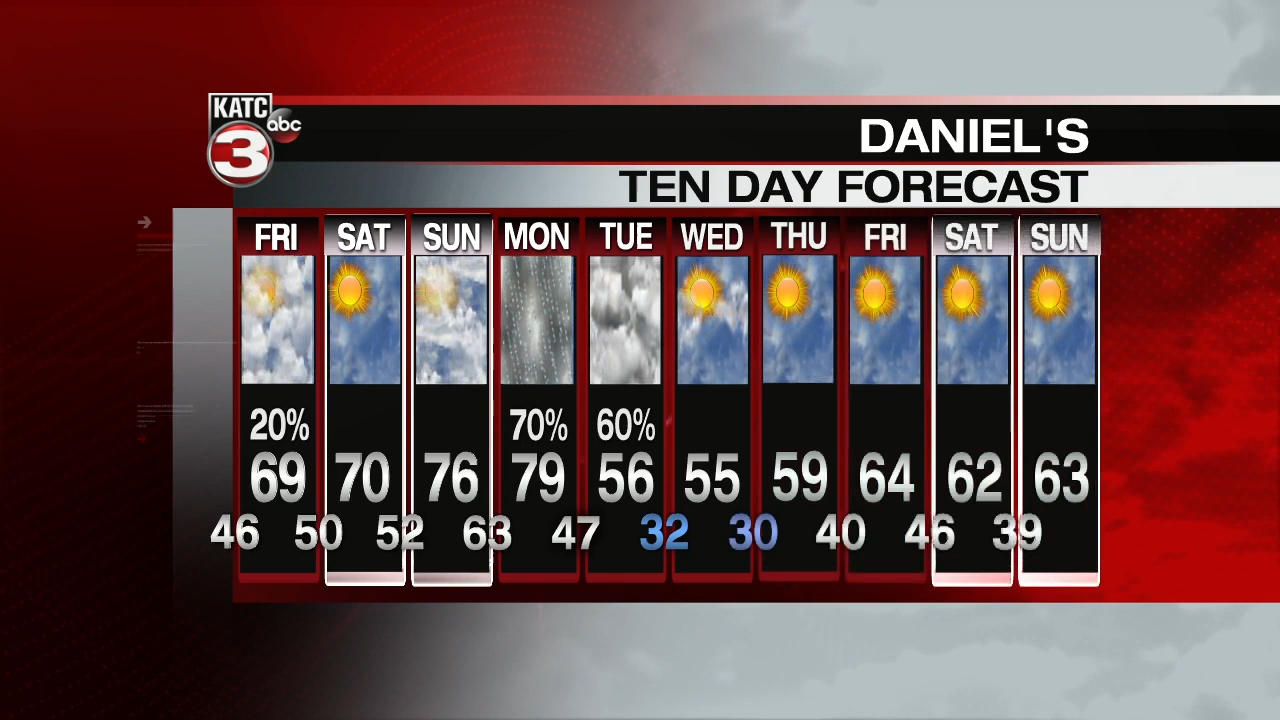 KATC
abc
3
DANIEL'S
TEN DAY FORECAST
FRI SAT SUN MON TUE WED THU FRI SAT SUN
20% 70% 60%
69 70 76 79 56 55 59 64 62 63
46 50 52 63 47 32 30 40 46 39